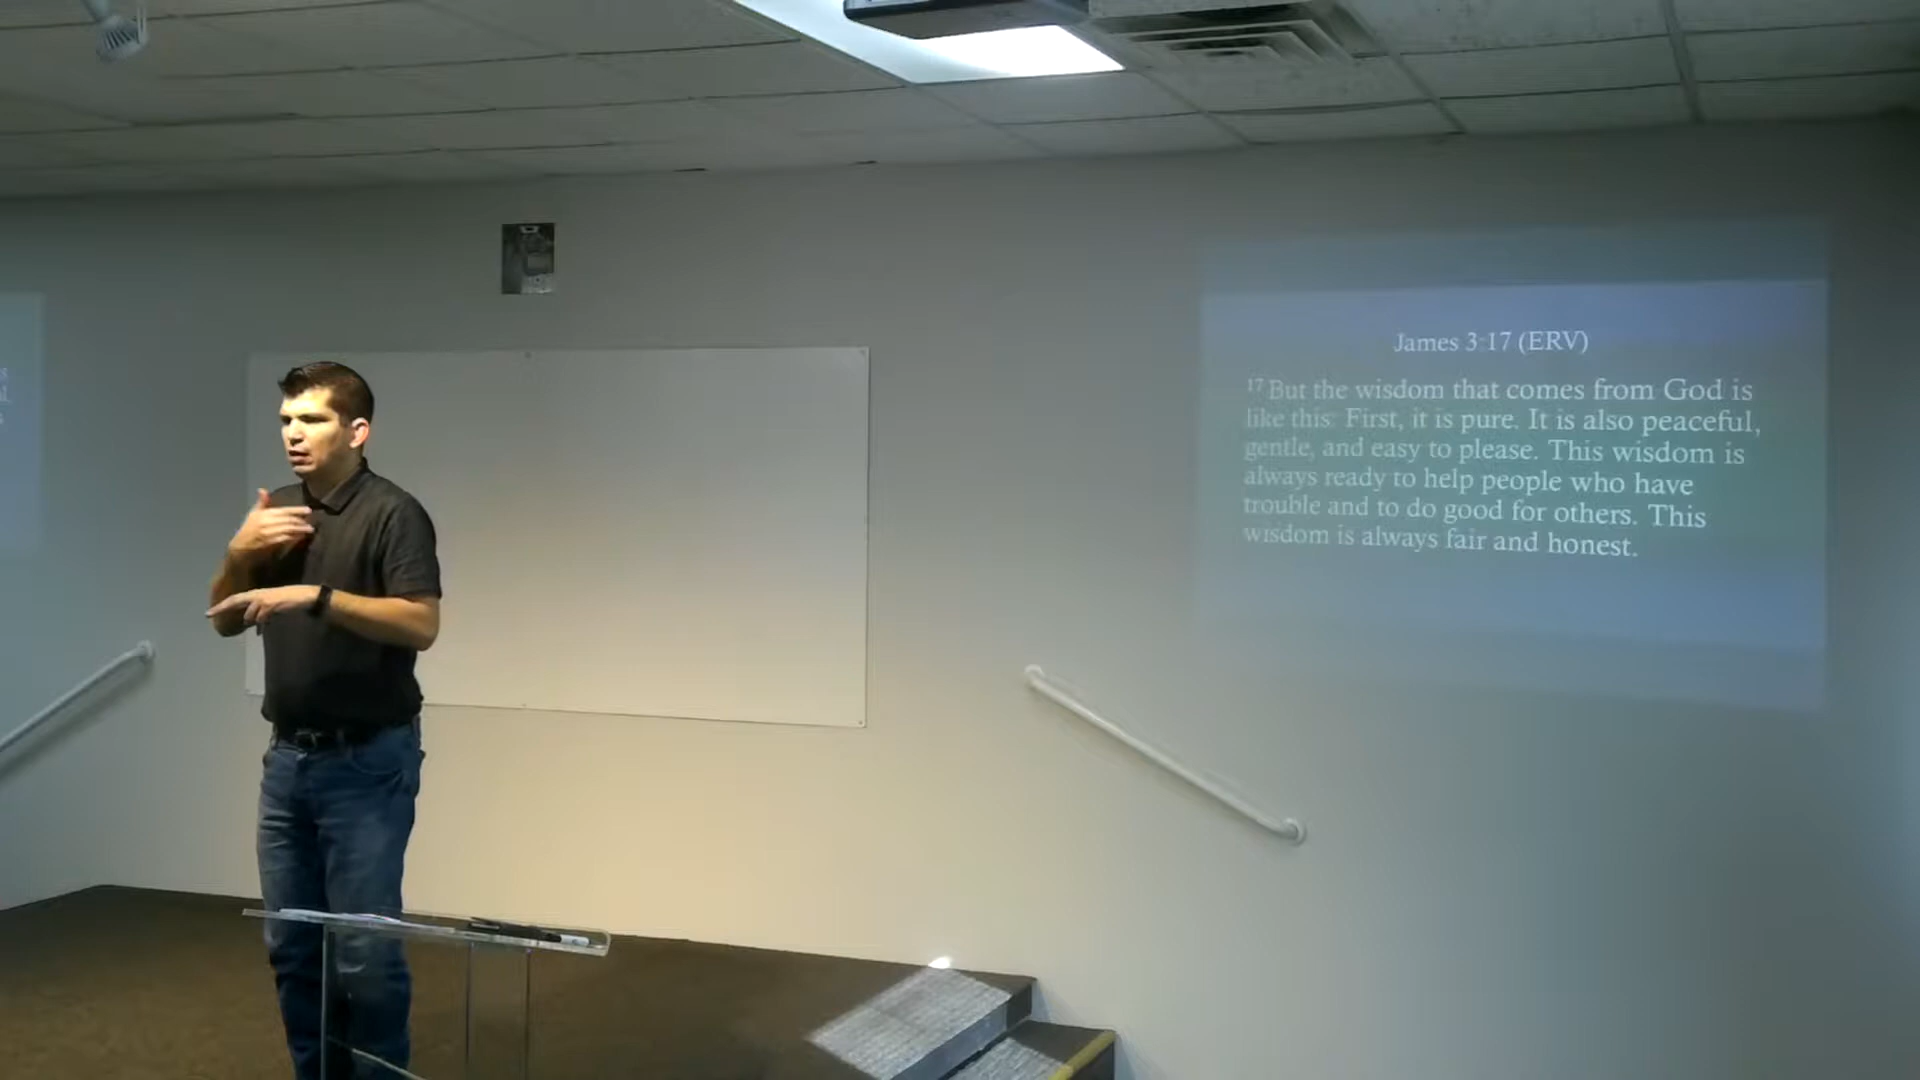 James 3:17 (ERV)
17 But the wisdom that comes from God is
like this: First, it is pure. It is also peaceful,
gentle, and easy to please. This wisdom is
always ready to help people who have
trouble and to do good for others. This
wisdom is always fair and honest.